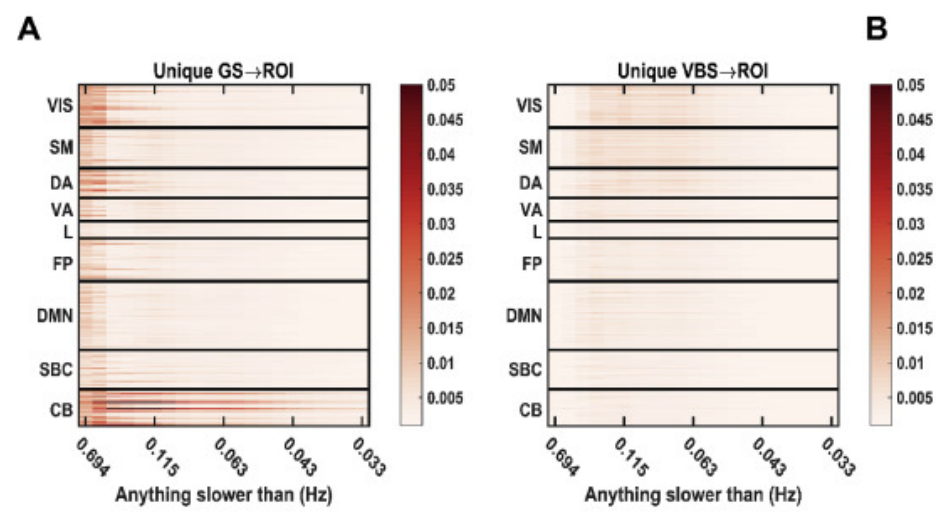 A
B
Unique GS→ROI
VIS
SM
DA
VA
L
FP
DMN
SBC
CB
0.694
0.115
0.063
0.043
0.033
Anything slower than (Hz)
0.05
0.045
0.04
0.035
0.03
0.025
0.02
0.015
0.01
0.005
Unique VBS→ROI
VIS
SM
DA
VA
L
FP
DMN
SBC
CB
0.694
0.115
0.063
0.043
0.033
Anything slower than (Hz)
0.05
0.045
0.04
0.035
0.03
0.025
0.02
0.015
0.01
0.005